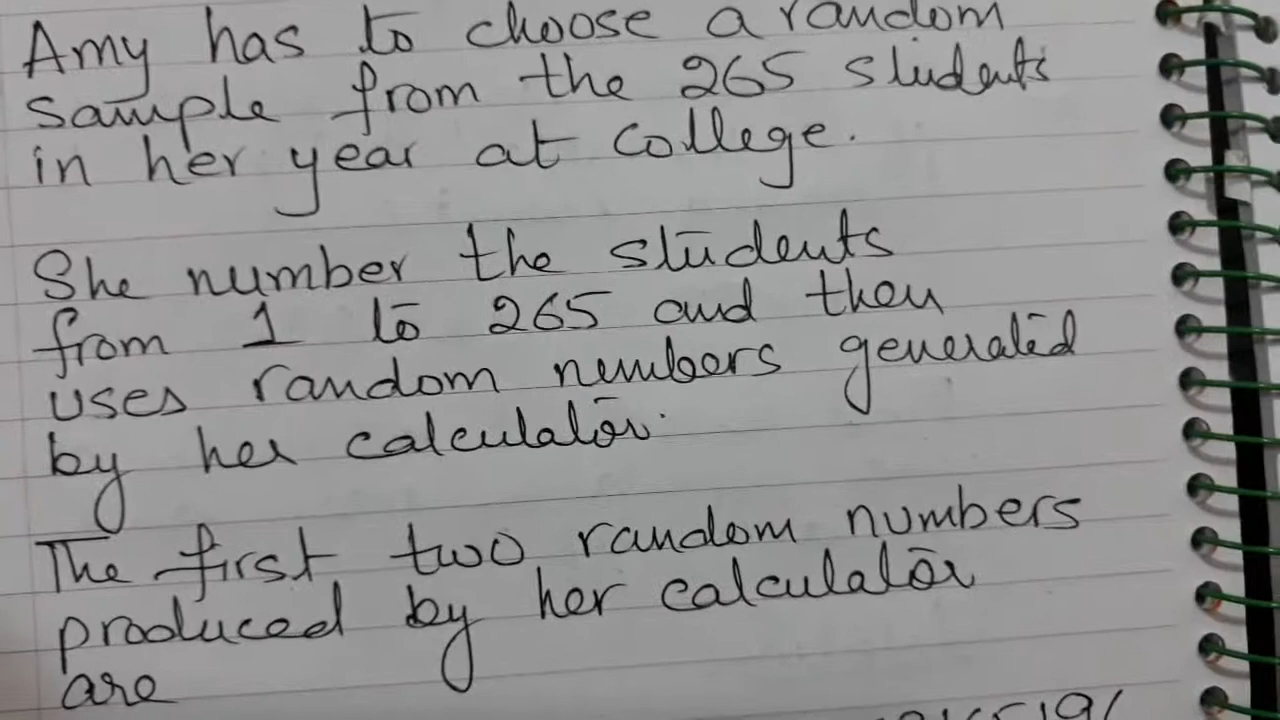 Amy has to choose a random
sample from the 265 students
in her year at college.
She number the students
from 1 to 265 and then
uses random numbers generated
by her calculator.
The first two random numbers
produced by her calculator
are